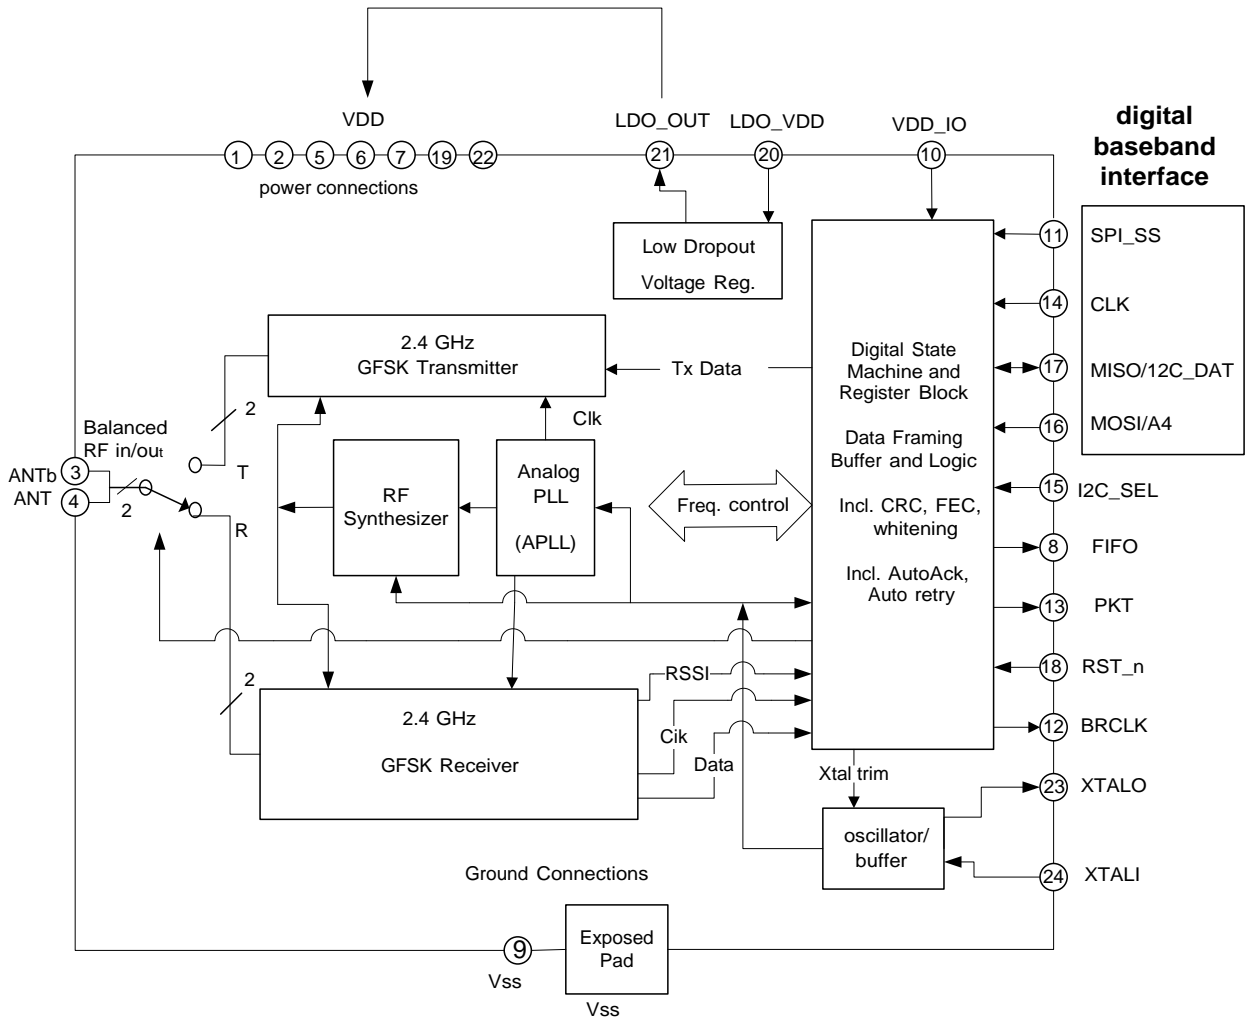 VDD
LDO_OUT
LDO_VDD
VDD_IO
digital
baseband
interface
1
2
5
6
7
19
22
21
20
10
power connections
Low Dropout
Voltage Reg.
11
SPI_SS
14
CLK
17
MISO/12C_DAT
16
MOSI/A4
15
I2C_SEL
8
FIFO
13
PKT
18
RST_n
12
BRCLK
23
XTALO
24
XTALI
2.4 GHz
GFSK Transmitter
Tx Data
Digital State
Machine and
Register Block
Data Framing
Buffer and Logic
Incl. CRC, FEC,
whitening
Incl. AutoAck,
Auto retry
2
Clk
Balanced
RF in/out
ANTb
3
ANT
4
2
T
R
RF
Synthesizer
Analog
PLL
(APLL)
Freq. control
2
2.4 GHz
GFSK Receiver
RSSI
Cik
Data
Xtal trim
oscillator/
buffer
Ground Connections
9
Vss
Exposed
Pad
Vss